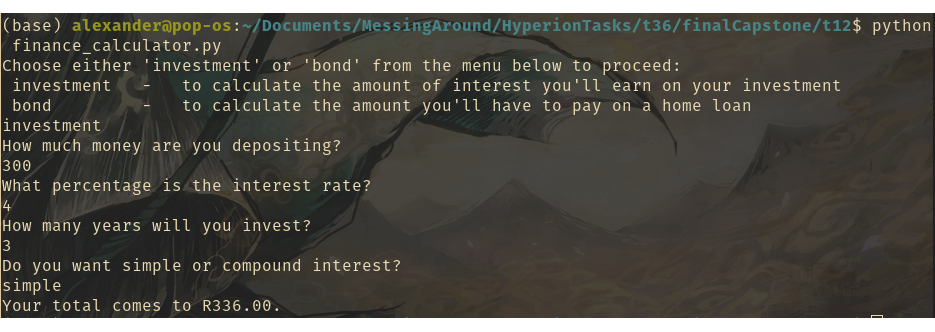 (base) alexander@pop-os:~/Documents/MessingAround/HyperionTasks/t36/finalCapstone/t12$ python
 finance_calculator.py
Choose either 'investment' or 'bond' from the menu below to proceed:
 investment   -   to calculate the amount of interest you'll earn on your investment
 bond         -   to calculate the amount you'll have to pay on a home loan
investment
How much money are you depositing?
300
What percentage is the interest rate?
4
How many years will you invest?
3
Do you want simple or compound interest?
simple
Your total comes to R336.00.